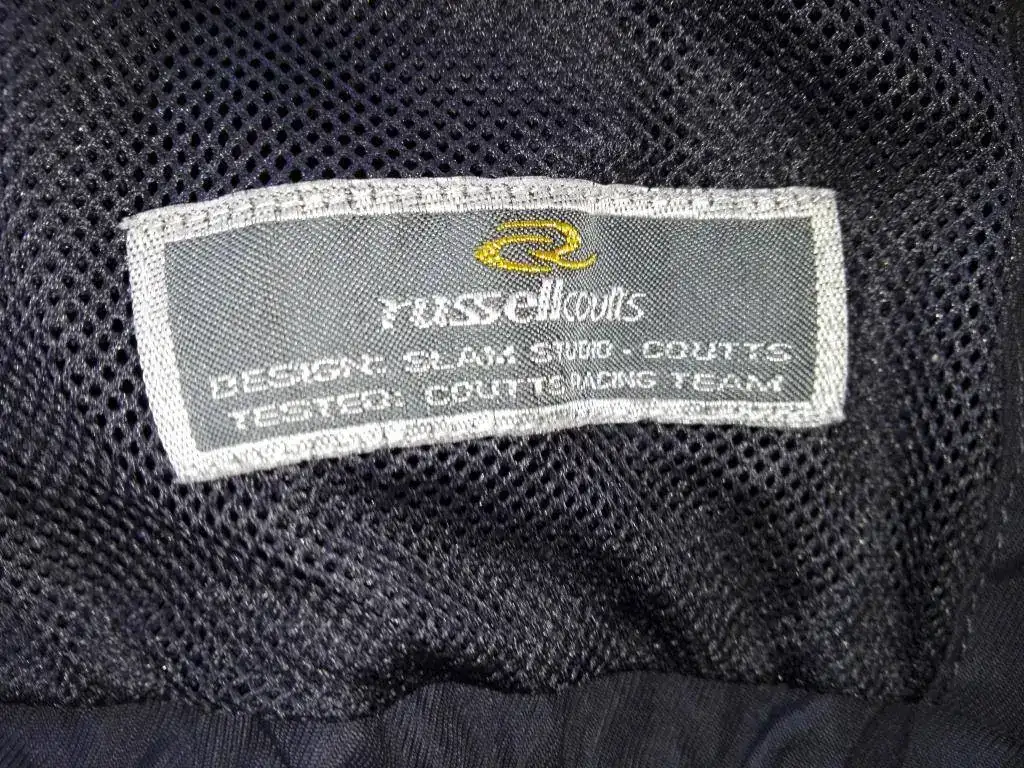 russellcoutts
DESIGN: SLAM STUDIO - COUTTS
TESTED: COUTTS RACING TEAM